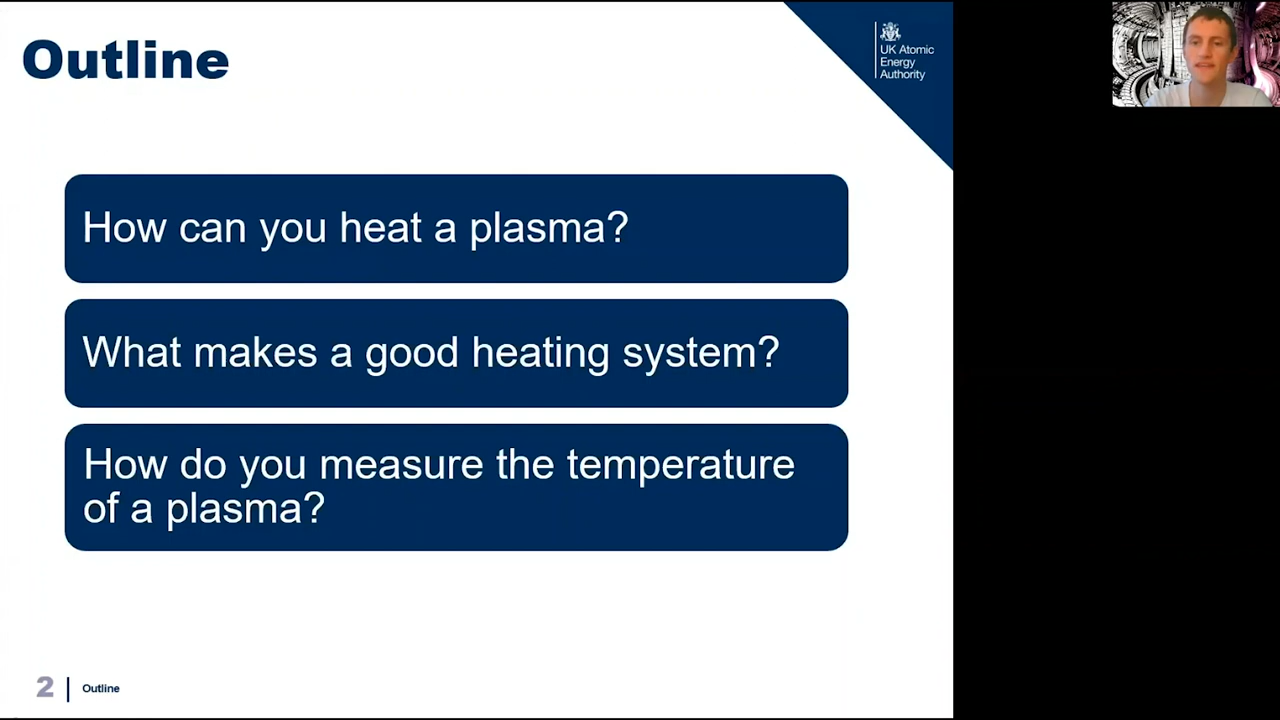 Outline
UK Atomic
Energy
Authority
How can you heat a plasma?
What makes a good heating system?
How do you measure the temperature
of a plasma?
2
Outline